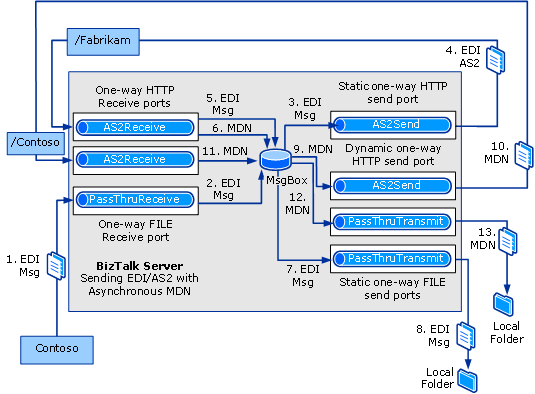 /Fabrikam
4. EDI
AS2
One-way HTTP
Receive ports
5. EDI
Msg
3. EDI
Msg
Static one-way HTTP
send port
AS2Receive
6. MDN
AS2Send
/Contoso
AS2Receive
11. MDN
9. MDN
Dynamic one-way
HTTP send port
10.
MDN
MsgBox
AS2Send
PassThruReceive
2. EDI
Msg
12.
MDN
PassThruTransmit
One-way FILE
Receive port
13.
MDN
1. EDI
Msg
BizTalk Server
Sending EDI/AS2 with
Asynchronous MDN
7. EDI
Msg
PassThruTransmit
Static one-way FILE
send ports
Local
Folder
8. EDI
Msg
Contoso
Local
Folder